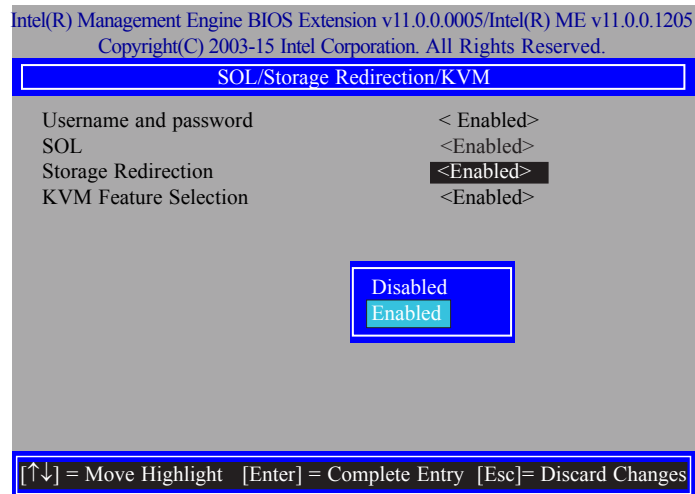 Intel(R) Management Engine BIOS Extension v11.0.0.0005/Intel(R) ME v11.0.0.1205
Copyright(C) 2003-15 Intel Corporation. All Rights Reserved.
SOL/Storage Redirection/KVM
Username and password < Enabled>
SOL <Enabled>
Storage Redirection <Enabled>
KVM Feature Selection <Enabled>
Disabled
Enabled
[↑↓] = Move Highlight [Enter] = Complete Entry [Esc]= Discard Changes